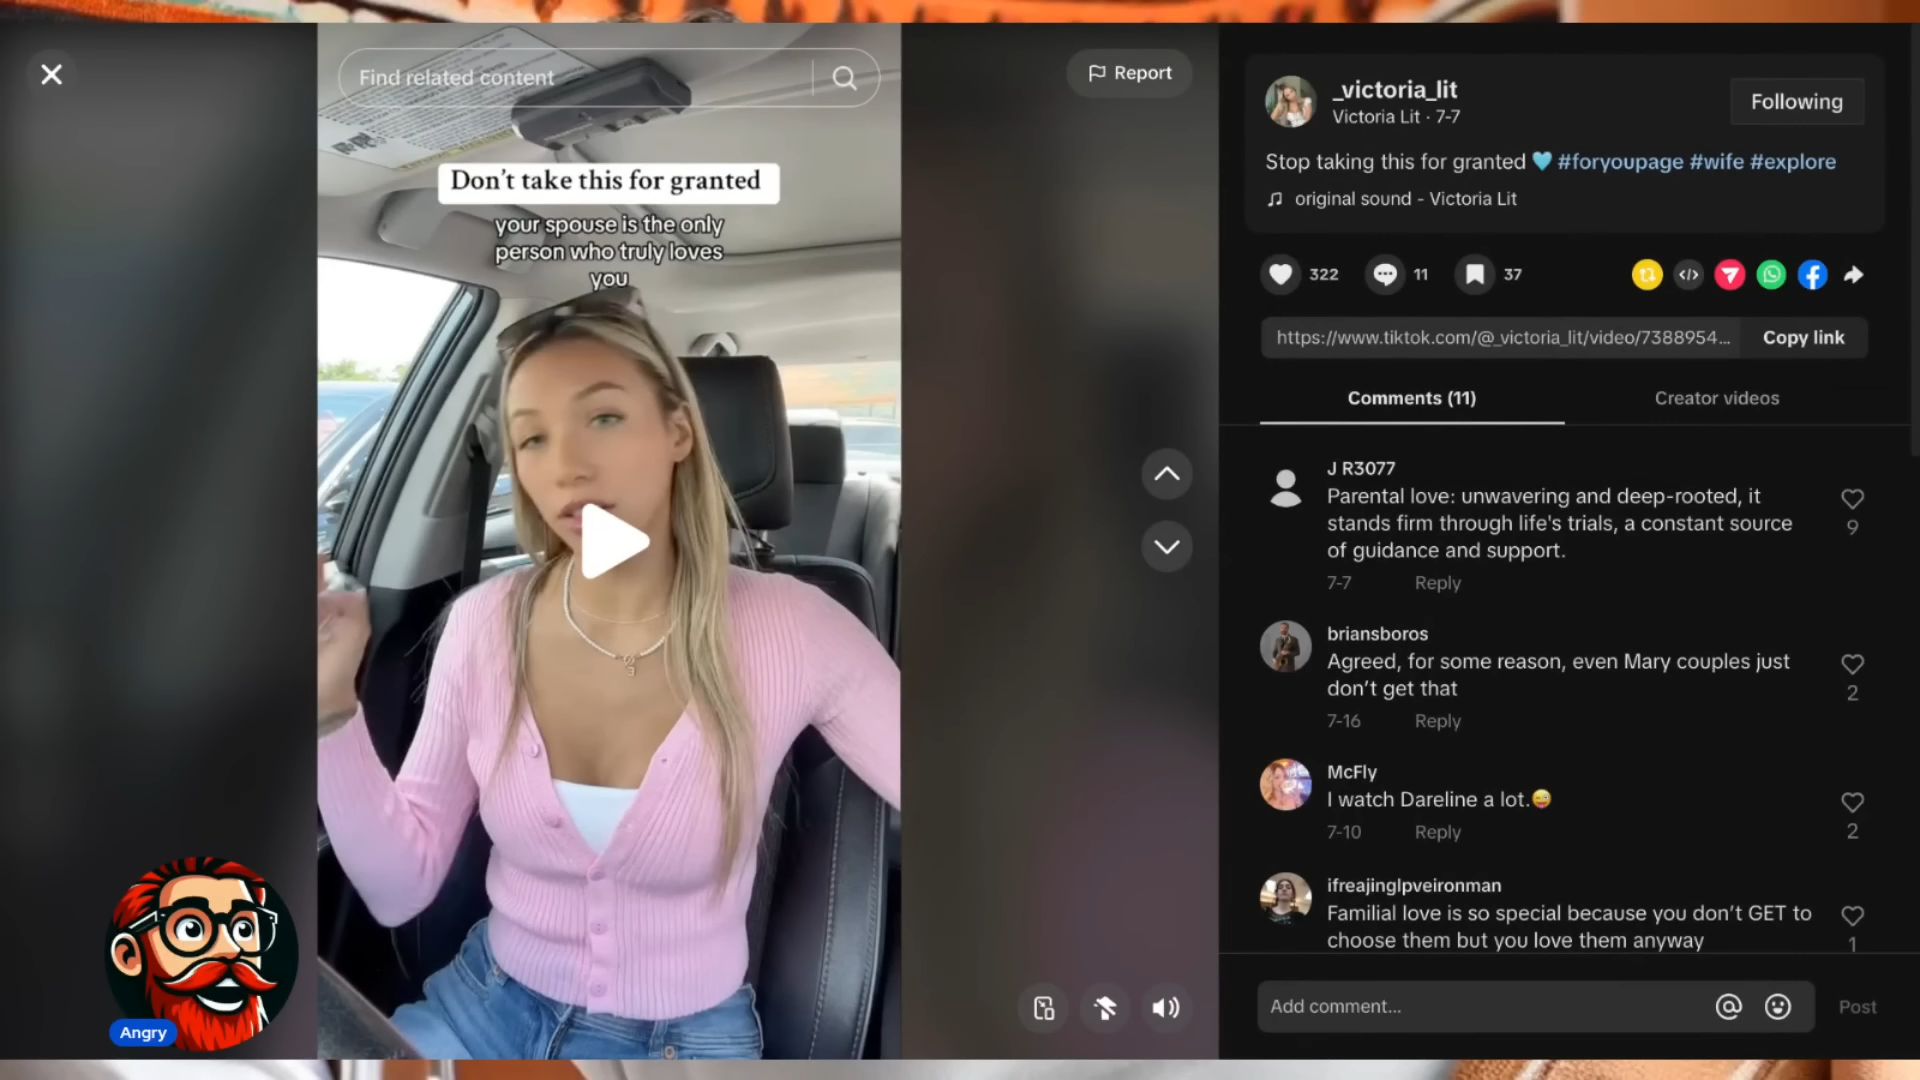 Find related content
Report
Don't take this for granted
your spouse is the only
person who truly loves
you
Angry
_victoria_lit
Victoria Lit · 7-7
Following
Stop taking this for granted 🩵 #foryoupage #wife #explore
original sound - Victoria Lit
322
11
37
https://www.tiktok.com/@_victoria_lit/video/7388954...
Copy link
Comments (11)
Creator videos
J R3077
Parental love: unwavering and deep-rooted, it
stands firm through life's trials, a constant source
of guidance and support.
9
7-7
Reply
briansboros
Agreed, for some reason, even Mary couples just
don't get that
2
7-16
Reply
McFly
I watch Dareline a lot.😜
2
7-10
Reply
ifreajinglpveironman
Familial love is so special because you don't GET to
choose them but you love them anyway
1
Add comment...
Post